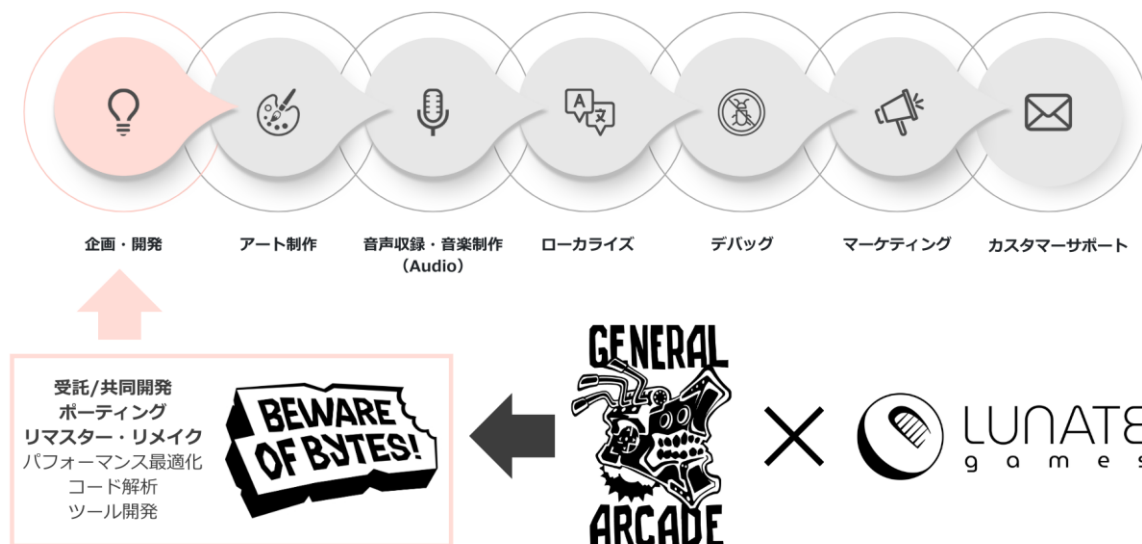 A 文
企画・開発
アート制作
音声収録・音楽制作
(Audio)
ローカライズ
デバッグ
マーケティング
カスタマーサポート
受託/共同開発
ポーティング
リマスター・リメイク
パフォーマンス最適化
コード解析
ツール開発
BEWARE
OF BYTES!
GENERAL
ARCADE
LUNATE
games